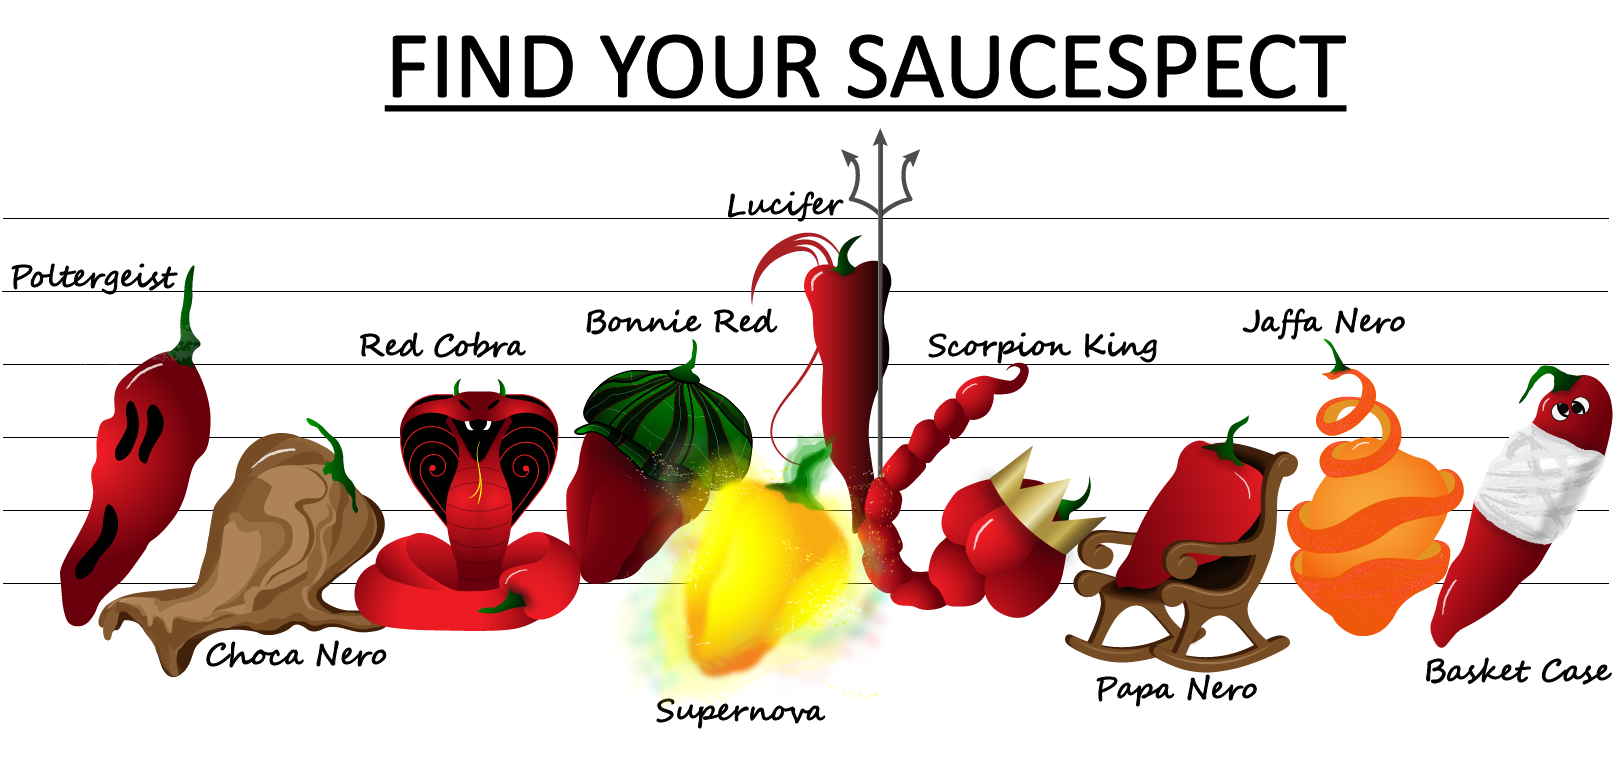 FIND YOUR SAUCESPECT
Lucifer
Poltergeist
Bonnie Red
Jaffa Nero
Red Cobra
Scorpion King
Choca Nero
Basket Case
Papa Nero
Supernova